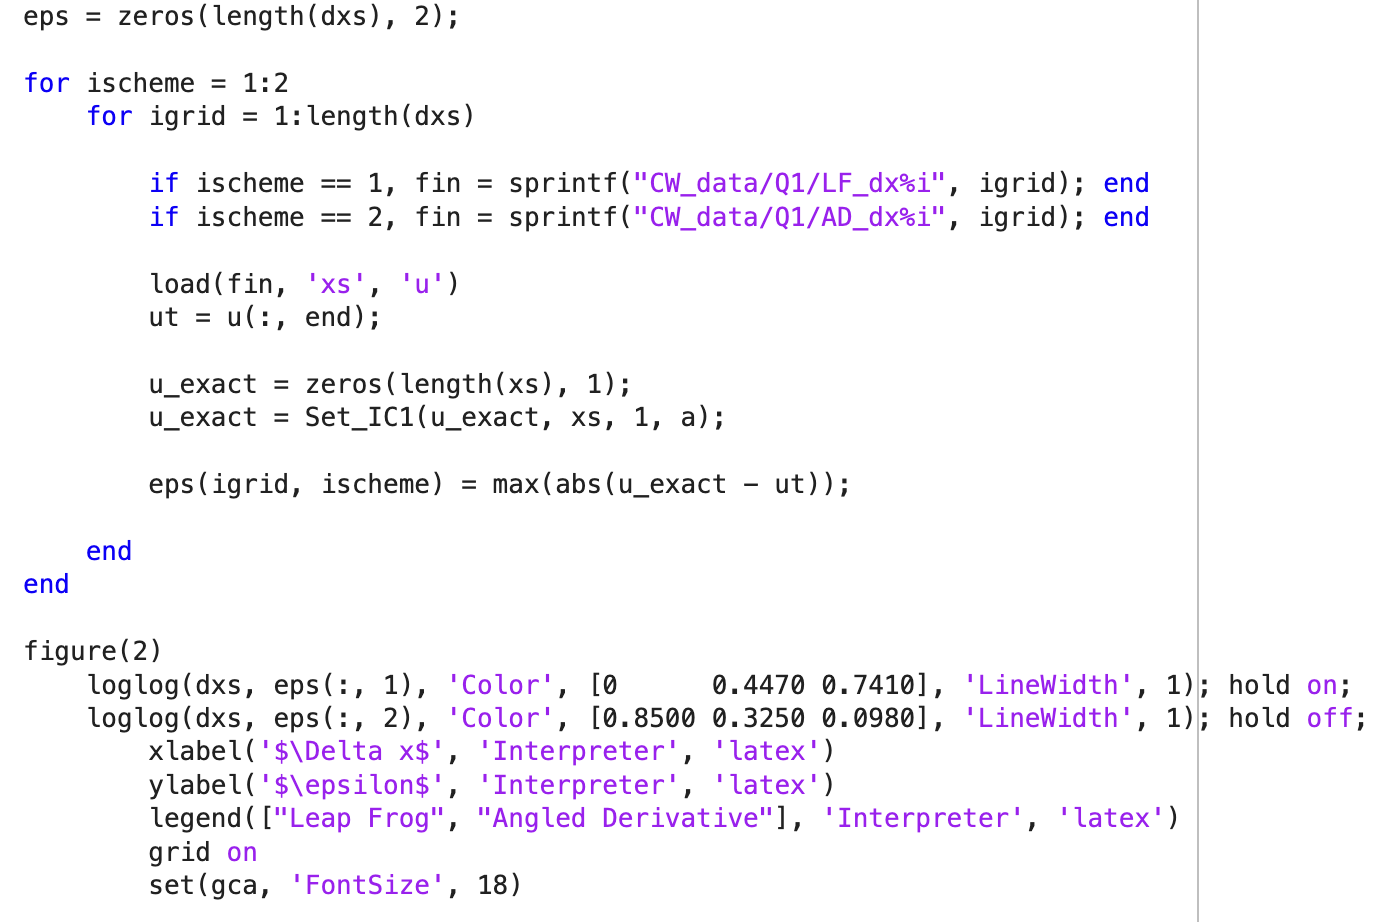 eps = zeros(length(dxs), 2);
for ischeme = 1:2
    for igrid = 1:length(dxs)
        if ischeme == 1, fin = sprintf("CW_data/Q1/LF_dx%i", igrid); end
        if ischeme == 2, fin = sprintf("CW_data/Q1/AD_dx%i", igrid); end
        load(fin, 'xs', 'u')
        ut = u(:, end);
        u_exact = zeros(length(xs), 1);
        u_exact = Set_IC1(u_exact, xs, 1, a);
        eps(igrid, ischeme) = max(abs(u_exact - ut));
    end
end
figure(2)
    loglog(dxs, eps(:, 1), 'Color', [0      0.4470 0.7410], 'LineWidth', 1); hold on;
    loglog(dxs, eps(:, 2), 'Color', [0.8500 0.3250 0.0980], 'LineWidth', 1); hold off;
        xlabel('$\Delta x$', 'Interpreter', 'latex')
        ylabel('$\epsilon$', 'Interpreter', 'latex')
        legend(["Leap Frog", "Angled Derivative"], 'Interpreter', 'latex')
        grid on
        set(gca, 'FontSize', 18)